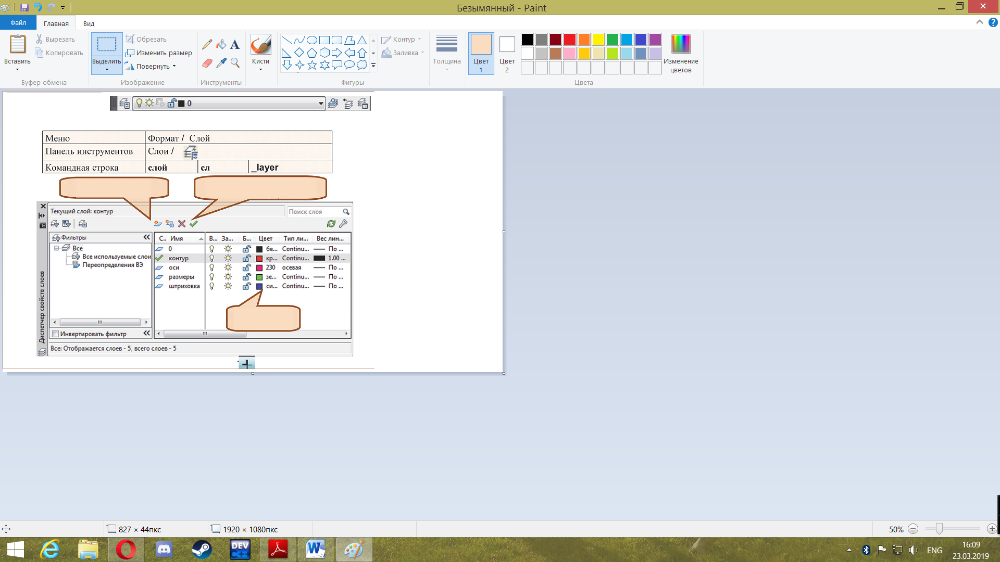 Безымянный - Paint
Файл
Главная
Вид
Вставить
Вырезать
Копировать
Буфер обмена
Выделить
Обрезать
Изменить размер
Повернуть
Изображение
Инструменты
Кисти
Контур
Заливка
Фигуры
Толщина
Цвет 1
Цвет 2
Изменение цветов
Цвета
0
Меню Формат / Слой
Панель инструментов Слои /
Командная строка слой сл _layer
Текущий слой: контур
Поиск слоя
Фильтры
Все
Все используемые слои
Переопределения ВЭ
Инвертировать фильтр
С.. Имя В... За... Б... Цвет Тип ли... Вес лин...
0 бе... Continu... По ...
контур кр... Continu... 1.00 ...
оси 230 осевая По ...
размеры зе... Continu... По ...
штриховка си... Continu... По ...
Диспетчер свойств слоев
Все: Отображается слоев - 5, всего слоев - 5
827 × 44пкс
1920 × 1080пкс
50%
DEV C++
ENG
16:09
23.03.2019